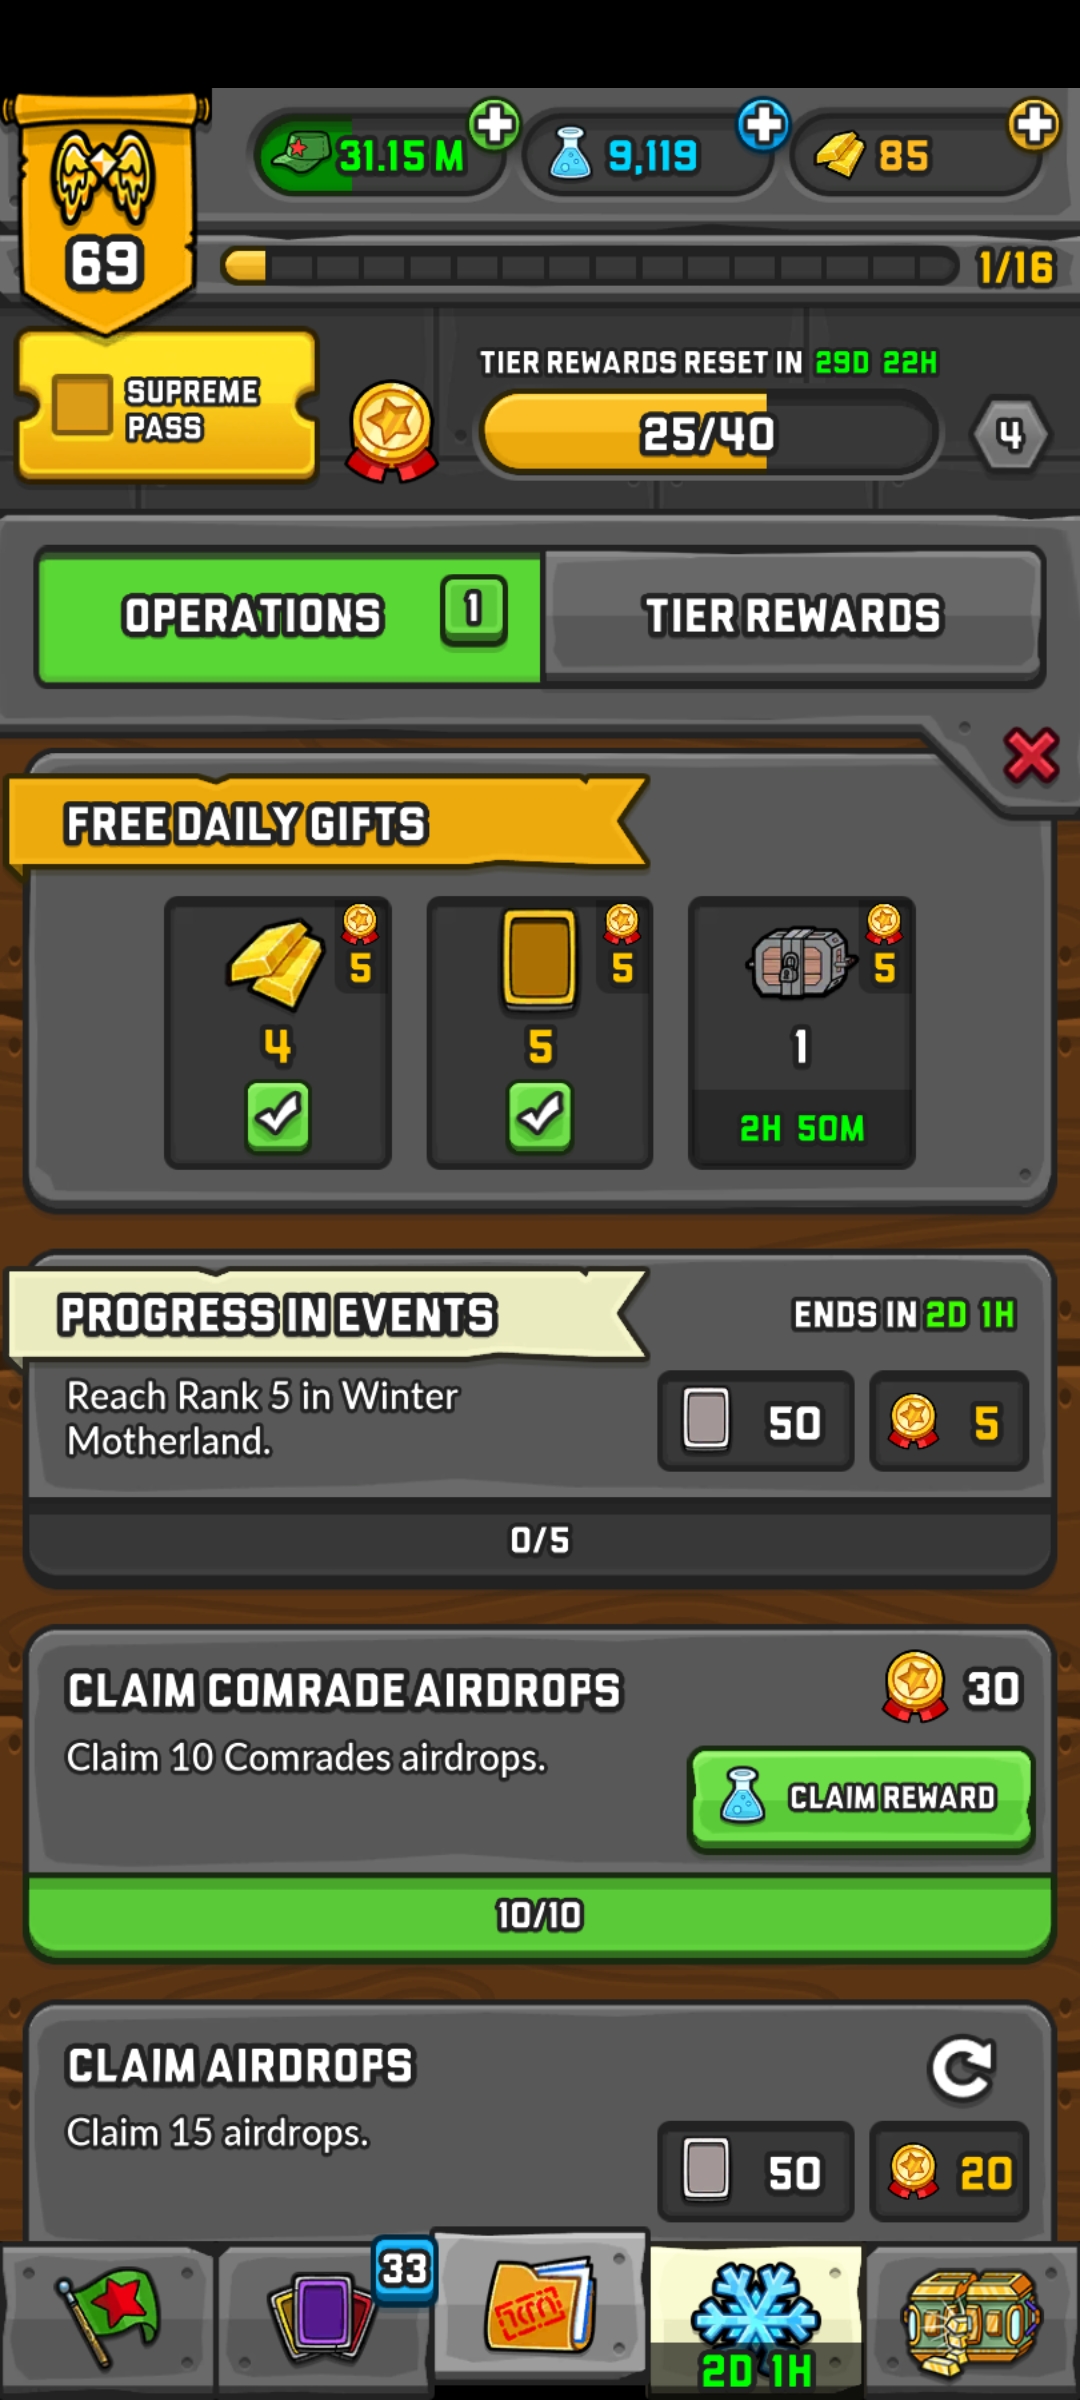 31.15 M
9,119
85
69
1/16
SUPREME
PASS
TIER REWARDS RESET IN 29D 22H
25/40
4
OPERATIONS
1
TIER REWARDS
FREE DAILY GIFTS
5
5
5
4
5
1
2H 50M
PROGRESS IN EVENTS
ENDS IN 2D 1H
Reach Rank 5 in Winter
Motherland.
50
5
0/5
CLAIM COMRADE AIRDROPS
30
Claim 10 Comrades airdrops.
CLAIM REWARD
10/10
CLAIM AIRDROPS
Claim 15 airdrops.
50
20
33
2D 1H